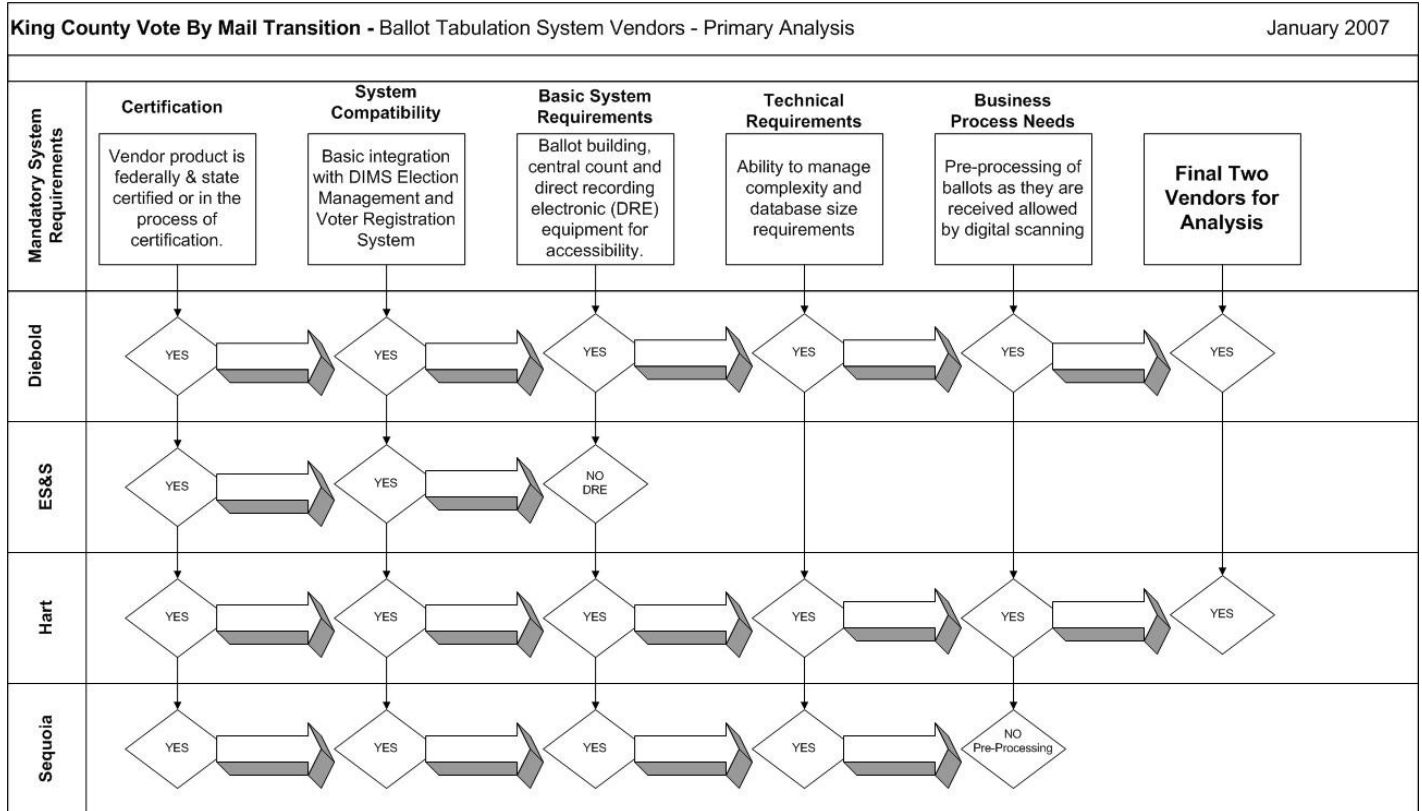 King County Vote By Mail Transition - Ballot Tabulation System Vendors - Primary Analysis
January 2007
Mandatory System
Requirements
Certification
Vendor product is
federally & state
certified or in the
process of
certification.
System
Compatibility
Basic integration
with DIMS Election
Management and
Voter Registration
System
Basic System
Requirements
Ballot building,
central count and
direct recording
electronic (DRE)
equipment for
accessibility.
Technical
Requirements
Ability to manage
complexity and
database size
requirements
Business
Process Needs
Pre-processing of
ballots as they are
received allowed
by digital scanning
Final Two
Vendors for
Analysis
Diebold
YES
YES
YES
YES
YES
YES
ES&S
YES
YES
NO
DRE
Hart
YES
YES
YES
YES
YES
YES
Sequoia
YES
YES
YES
YES
NO
Pre-Processing